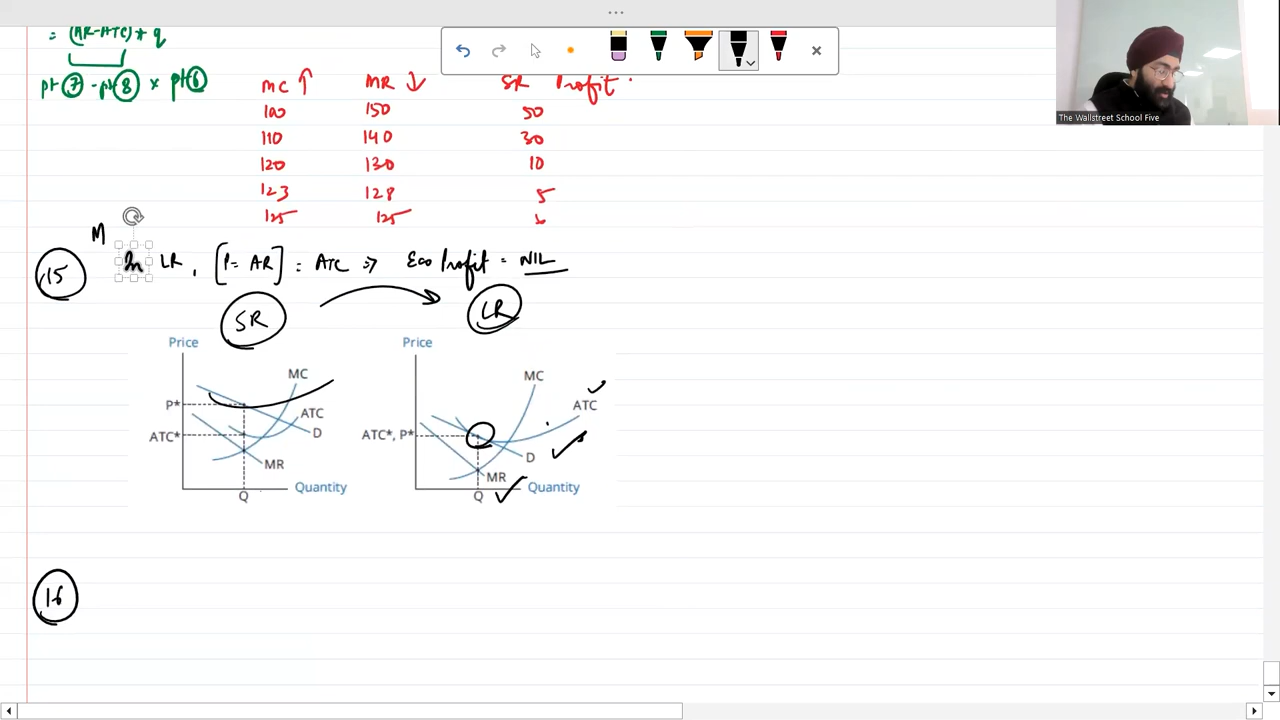 = (AR-ATC) * q
pt 7 - pt 8 × pt 6
MC ↑ MR ↓ SR Profit
100 150 50
110 140 30
120 130 10
123 128 5
125 125
M
15 In LR, [P = AR] = ATC ⇒ Eco Profit = NIL
SR LR
Price Price
MC MC
P* ATC
ATC* ATC D
ATC*, P* D
MR MR
Q Quantity Q Quantity
16
The Wallstreet School Five